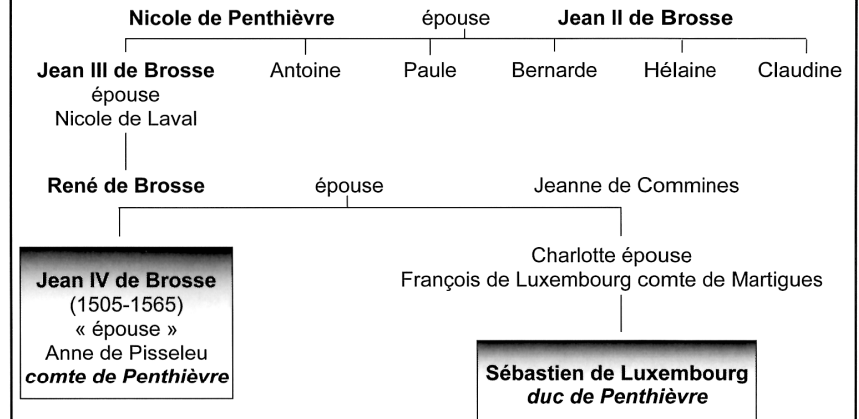 Nicole de Penthièvre épouse Jean II de Brosse
Jean III de Brosse Antoine Paule Bernarde Hélaine Claudine
épouse
Nicole de Laval
René de Brosse épouse Jeanne de Commines
Jean IV de Brosse
(1505-1565)
« épouse »
Anne de Pisseleu
comte de Penthièvre
Charlotte épouse
François de Luxembourg comte de Martigues
Sébastien de Luxembourg
duc de Penthièvre